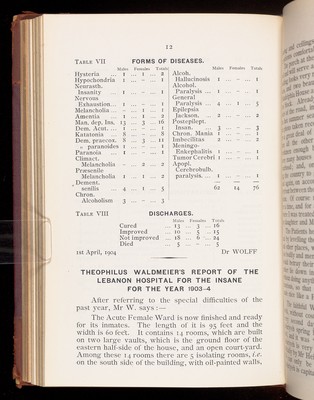 12
TABLE VII FORMS OF DISEASES.
Males Females Totals Males Females Totals
Hysteria ... 1 ... 1 ... 2 Alcoh.
Hypochondria 1 ... – ... 1 Hallucinosis 1 ... – ... 1
Neurasth. Alcohol.
Insanity ... 1 ... – ... 1 Paralysis ... 1 ... – ... 1
Nervous General
Exhaustion... 1 ... – ... 1 Paralysis ... 4 ... 1 ... 5
Melancholia ... – ... 1 ... 1 Epilepsia
Amentia ... 1 ... 1 ... 2 Jackson. ... 2 ... – ... 2
Man, dep. Ins. 13 ... 3 ... 16 Postepilept.
Dem. Acut. ... 1 ... – ... 1 Insan. ... 3 ... – ... 3
Katatonia ... 8 ... – ... 8 Chron. Mania 1 ... – ... 1
Dem. praecox. 8 ... 3 ... 11 Imbecillitas 2 ... – ... 2
„ paranoides 1 ... – ... 1 Meningo-
Paranoia ... 1 ... – ... 1 Enkephalitis 1 ... – ... 1
Climact. Tumor Cerebri 1 ... – ... 1
Melancholia – ... 2 ... 2 Apopl.
Præsenile Cerebrobulb.
Melancholia 1 ... 1 ... 2 paralysis. ... – ... 1 ... 1
Dement.
senilis ... 4 ... 1 ... 5 62 14 76
Chron.
Alcoholism 3 ... – ... 3
TABLE VIII DISCHARGES.
Males Females Totals
Cured ... 13 ... 3 ... 16
Improved ... 10 ... 5 ... 15
Not improved ... 18 ... 6 ... 24
Died ... 5 ... – ... 5
1st April, 1904 Dr WOLFF
THEOPHILUS WALDMEIER'S REPORT OF THE
LEBANON HOSPITAL FOR THE INSANE
FOR THE YEAR 1903–4
After referring to the special difficulties of the
past year, Mr W. says :—
The Acute Female Ward is now finished and ready
for its inmates. The length of it is 95 feet and the
width is 60 feet. It contains 14 rooms, which are built
on two large vaults, which is the ground floor of the
eastern half-side of the house, and an open court-yard.
Among these 14 rooms there are 5 isolating rooms, i.e.
on the south side of the building, with oil-painted walls,